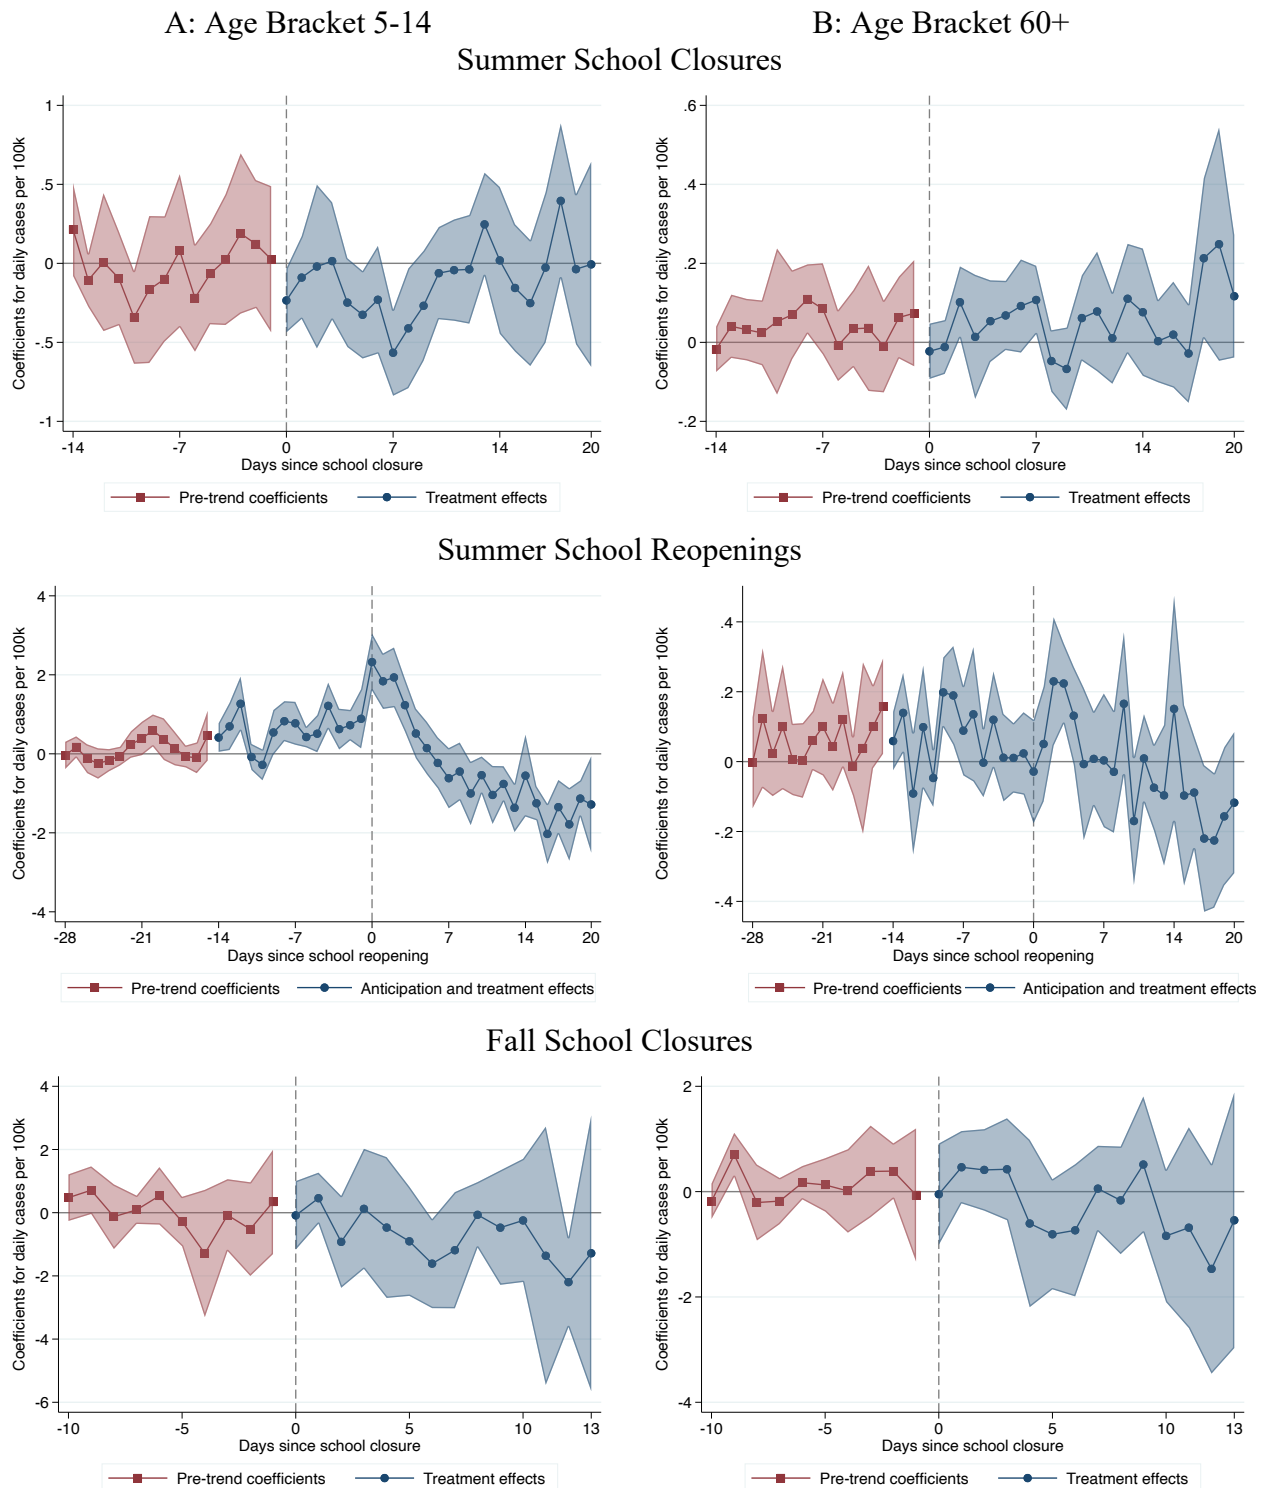 A: Age Bracket 5-14
B: Age Bracket 60+
Summer School Closures
Coefficients for daily cases per 100k
1
.5
0
-.5
-1
-14
-7
0
7
14
20
Days since school closure
Pre-trend coefficients
Treatment effects
Coefficients for daily cases per 100k
.6
.4
.2
0
-.2
-14
-7
0
7
14
20
Days since school closure
Pre-trend coefficients
Treatment effects
Summer School Reopenings
Coefficients for daily cases per 100k
4
2
0
-2
-4
-28
-21
-14
-7
0
7
14
20
Days since school reopening
Pre-trend coefficients
Anticipation and treatment effects
Coefficients for daily cases per 100k
.4
.2
0
-.2
-.4
-28
-21
-14
-7
0
7
14
20
Days since school reopening
Pre-trend coefficients
Anticipation and treatment effects
Fall School Closures
Coefficients for daily cases per 100k
4
2
0
-2
-4
-6
-10
-5
0
5
10
13
Days since school closure
Pre-trend coefficients
Treatment effects
Coefficients for daily cases per 100k
2
0
-2
-4
-10
-5
0
5
10
13
Days since school closure
Pre-trend coefficients
Treatment effects